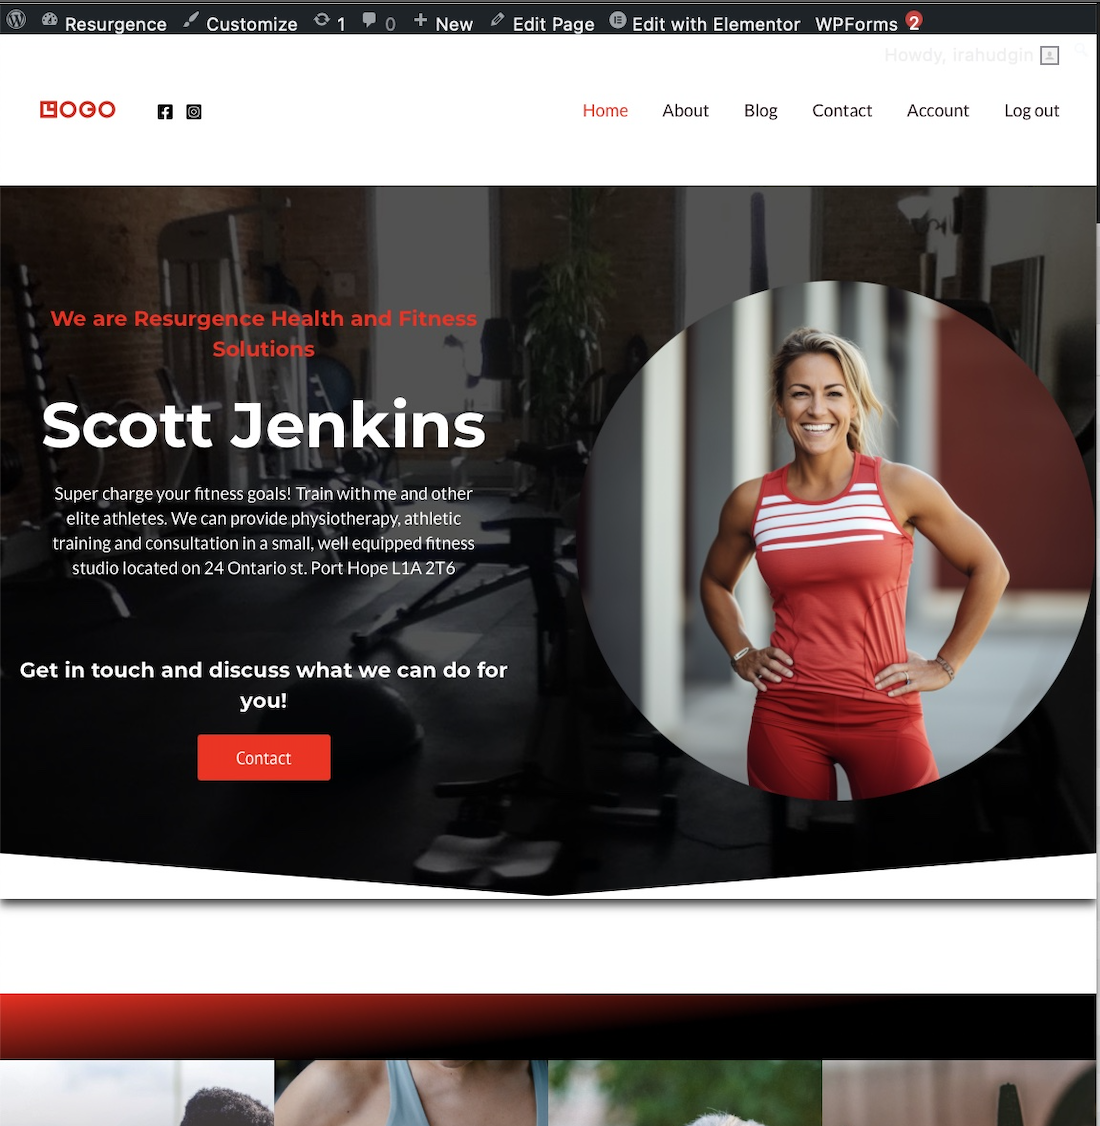 Resurgence Customize 1 0 New Edit Page Edit with Elementor WPForms 2
Howdy, irahudgin
LOGO Home About Blog Contact Account Log out
We are Resurgence Health and Fitness
Solutions
Scott Jenkins
Super charge your fitness goals! Train with me and other
elite athletes. We can provide physiotherapy, athletic
training and consultation in a small, well equipped fitness
studio located on 24 Ontario st. Port Hope L1A 2T6
Get in touch and discuss what we can do for
you!
Contact